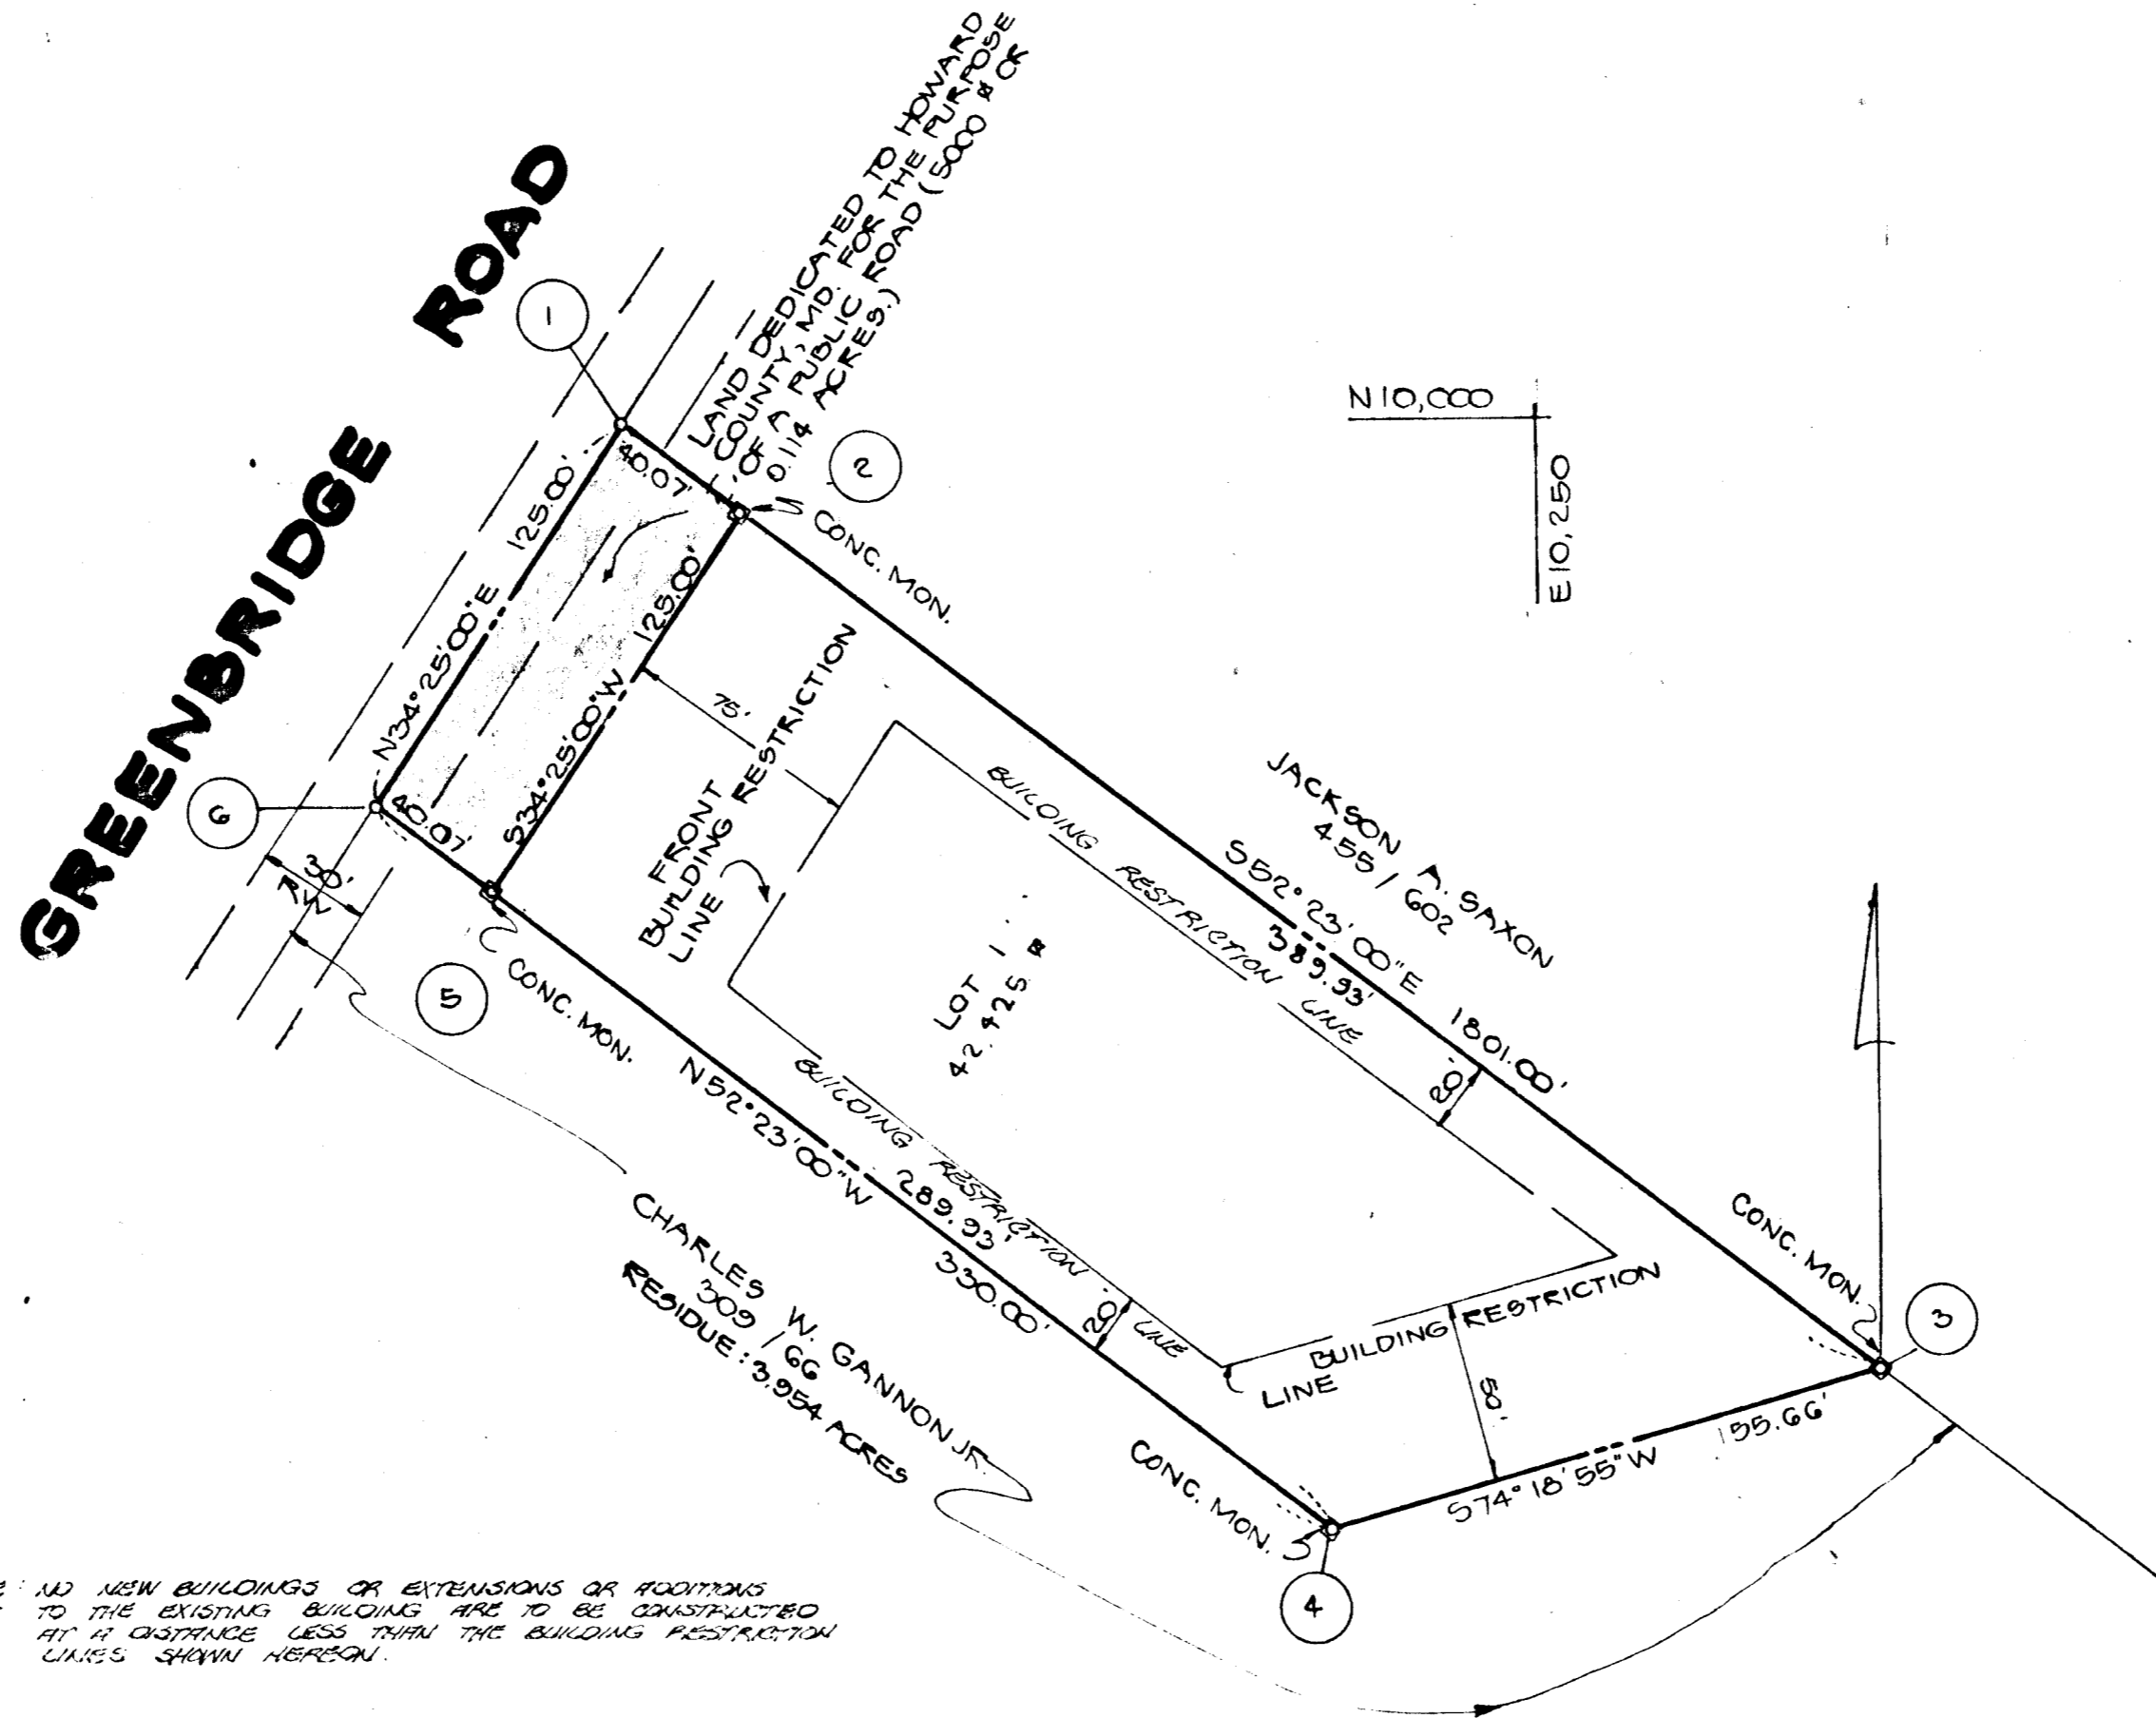 GREENBRIDGE ROAD
LAND DEDICATED TO HOWARD
COUNTY, MD. FOR THE PURPOSE
OF A PUBLIC ROAD (5000 ⌗ OR
0.114 ACRES.)
1
2
3
4
5
6
N10,000
E10,250
40.07'
CONC. MON.
125.00'
N34°25'00"E
125.00'
S34°25'00"W
40.07'
30'
R/W
75'
FRONT
BUILDING RESTRICTION
LINE
BUILDING RESTRICTION LINE
JACKSON A. SAXON
455 / 602
S52°23'00"E 1801.00'
389.93'
20'
LOT 1
42,425 ⌗
CONC. MON.
BUILDING RESTRICTION LINE
N52°23'00"W 289.93'
330.00'
20'
CHARLES W. GANNON JR.
309 / 66
RESIDUE: 3.954 ACRES
BUILDING RESTRICTION
LINE
50'
CONC. MON.
155.66'
S74°18'55"W
CONC. MON.
: NO NEW BUILDINGS OR EXTENSIONS OR ADDITIONS
TO THE EXISTING BUILDING ARE TO BE CONSTRUCTED
AT A DISTANCE LESS THAN THE BUILDING RESTRICTION
LINES SHOWN HEREON.